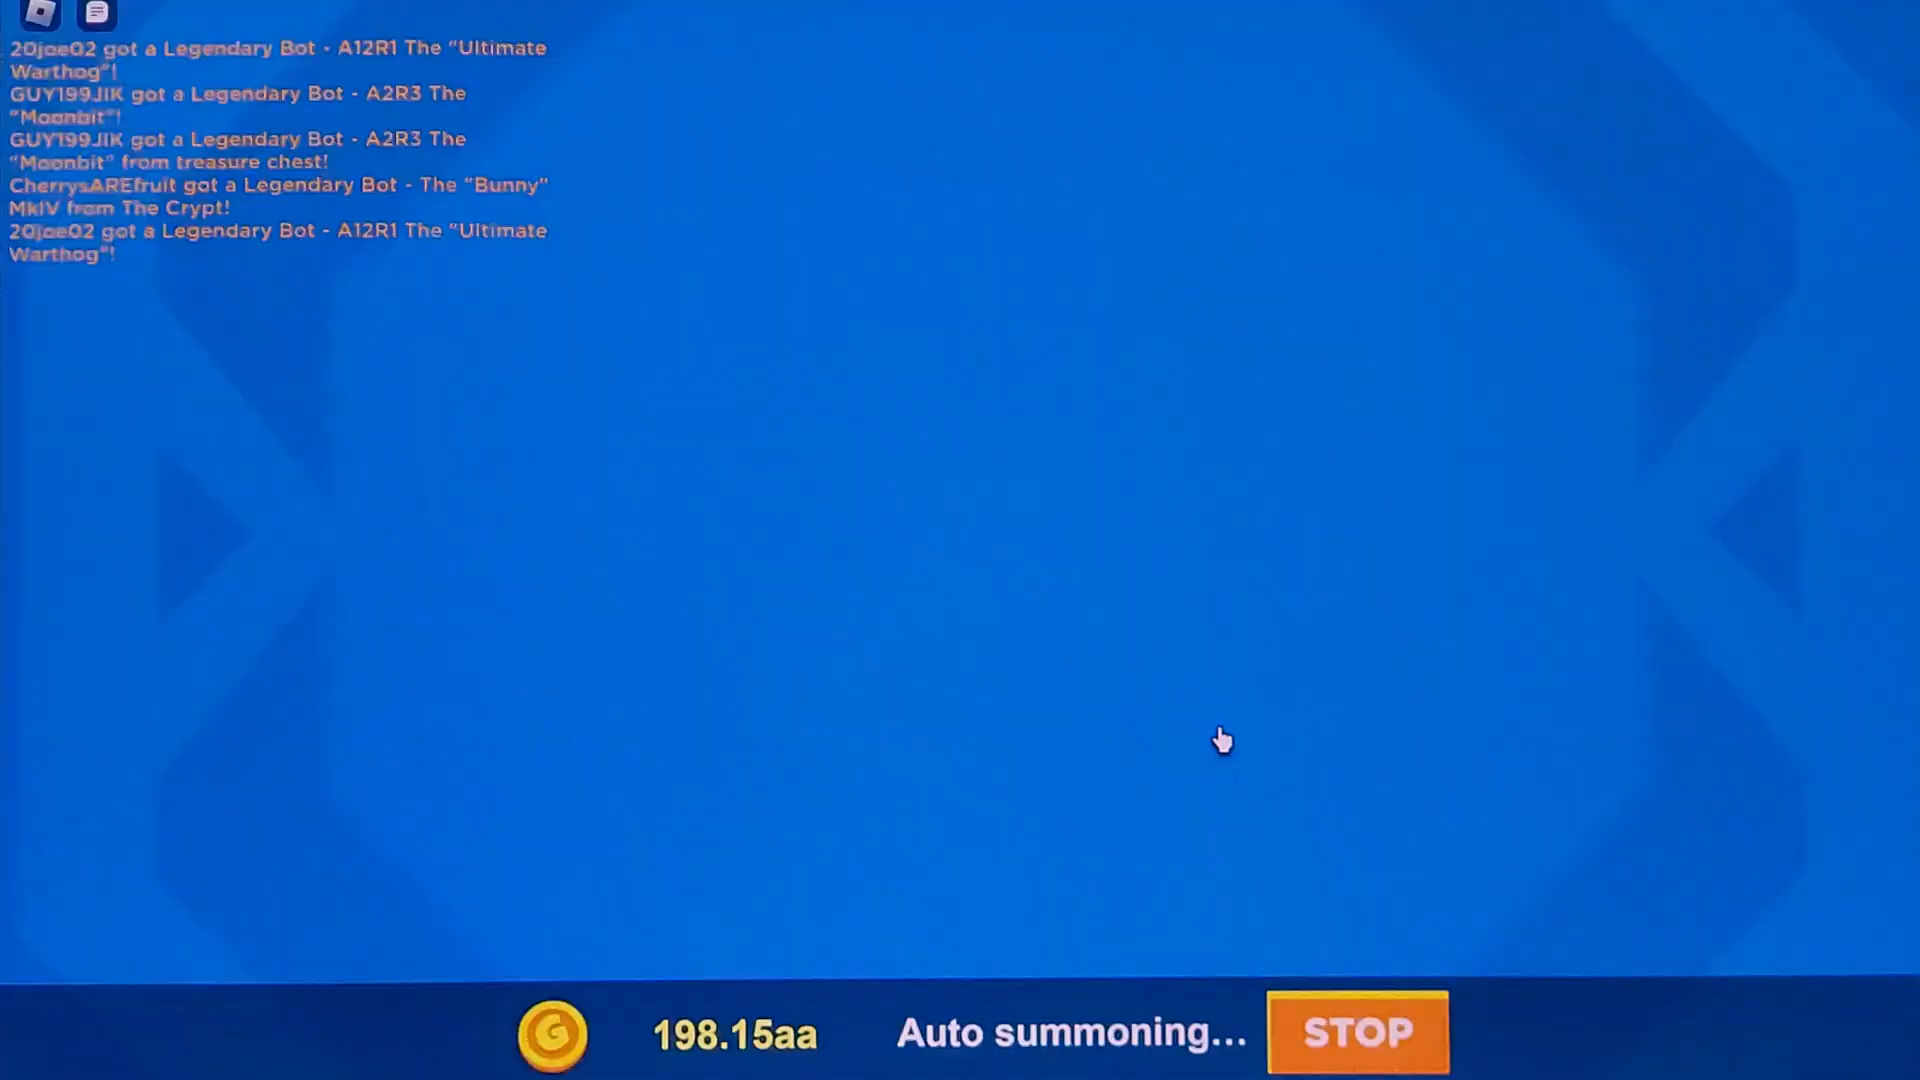 20joe02 got a Legendary Bot - A12R1 The "Ultimate
Warthog"!
GUY199JIK got a Legendary Bot - A2R3 The
"Moonbit"!
GUY199JIK got a Legendary Bot - A2R3 The
"Moonbit" from treasure chest!
CherrysAREfruit got a Legendary Bot - The "Bunny"
MkIV from The Crypt!
20joe02 got a Legendary Bot - A12R1 The "Ultimate
Warthog"!
198.15aa
Auto summoning...
STOP